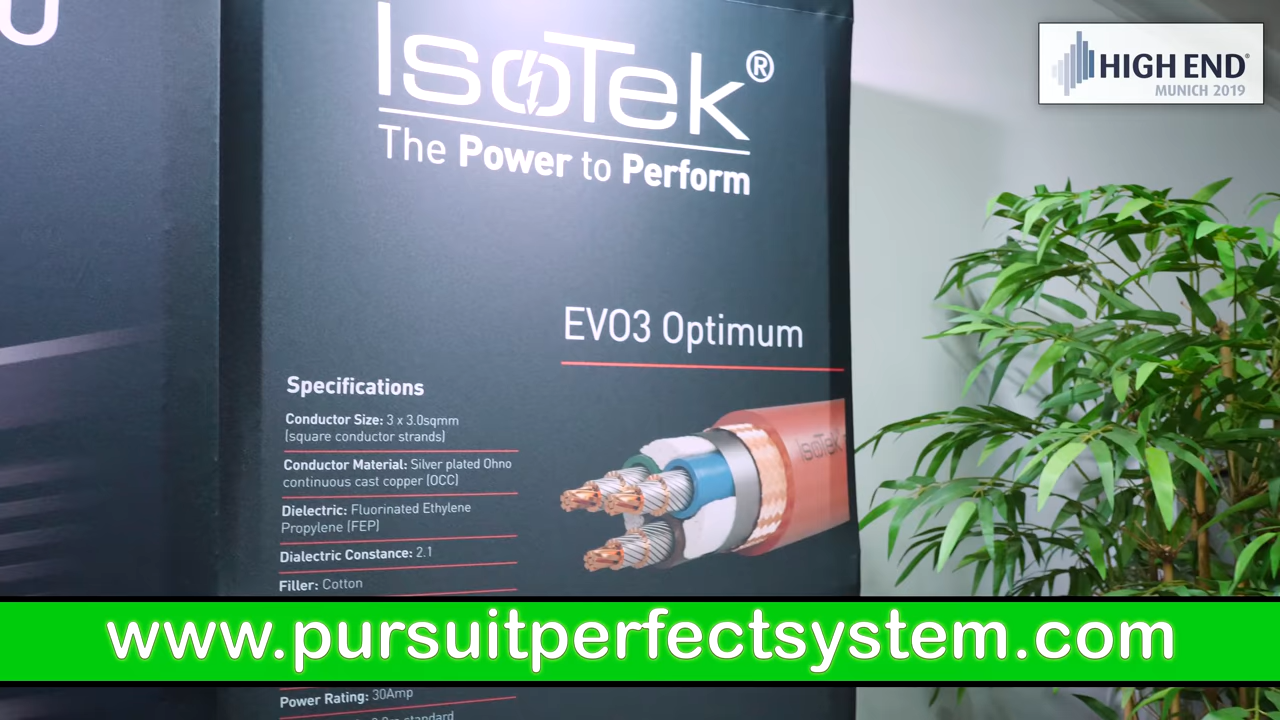 IsoTek®
The Power to Perform
HIGH END®
MUNICH 2019
EVO3 Optimum
Specifications
Conductor Size: 3 x 3.0sqmm
(square conductor strands)
Conductor Material: Silver plated Ohno
continuous cast copper (OCC)
Dielectric: Fluorinated Ethylene
Propylene (FEP)
Dialectric Constance: 2.1
Filler: Cotton
IsoTek
www.pursuitperfectsystem.com
Power Rating: 30Amp
standard